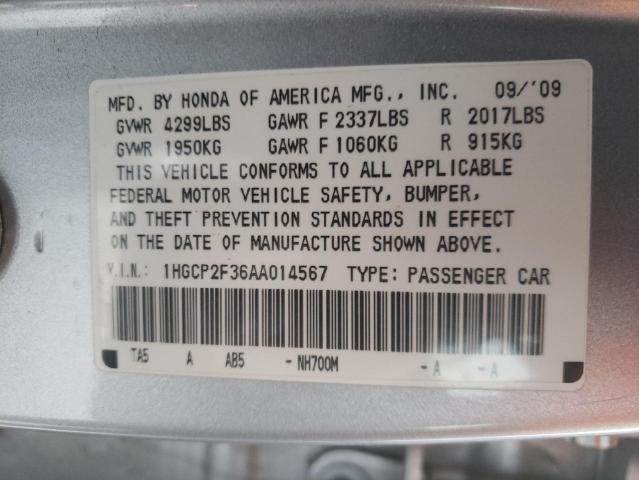 MFD. BY HONDA OF AMERICA MFG., INC. 09/'09
GVWR 4299LBS GAWR F 2337LBS R 2017LBS
GVWR 1950KG GAWR F 1060KG R 915KG
THIS VEHICLE CONFORMS TO ALL APPLICABLE
FEDERAL MOTOR VEHICLE SAFETY, BUMPER,
AND THEFT PREVENTION STANDARDS IN EFFECT
ON THE DATE OF MANUFACTURE SHOWN ABOVE.
V.I.N.: 1HGCP2F36AA014567 TYPE: PASSENGER CAR
TA5 A AB5 - NH700M - A - A